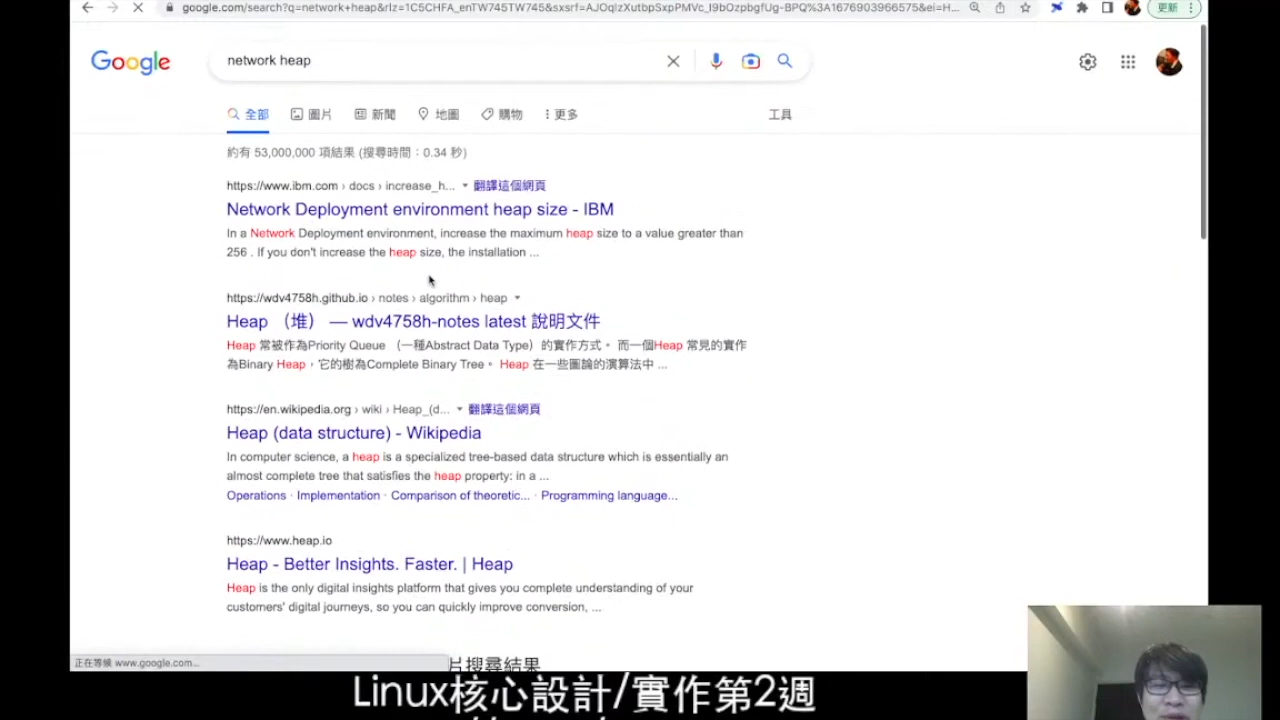 google.com/search?q=network+heap&rlz=1C5CHFA_enTW745TW745&sxsrf=AJOqlzXutbpSxpPMVc_I9bOzpbgfUg-BPQ%3A1676903966575&ei=H...
更新
Google
network heap
全部
圖片
新聞
地圖
購物
更多
工具
約有 53,000,000 項結果 (搜尋時間：0.34 秒)
https://www.ibm.com › docs › increase_h... 翻譯這個網頁
Network Deployment environment heap size - IBM
In a Network Deployment environment, increase the maximum heap size to a value greater than
256 . If you don't increase the heap size, the installation ...
https://wdv4758h.github.io › notes › algorithm › heap
Heap （堆） — wdv4758h-notes latest 說明文件
Heap 常被作為Priority Queue （一種Abstract Data Type）的實作方式。 而一個Heap 常見的實作
為Binary Heap，它的樹為Complete Binary Tree。 Heap 在一些圖論的演算法中 ...
https://en.wikipedia.org › wiki › Heap_(d... 翻譯這個網頁
Heap (data structure) - Wikipedia
In computer science, a heap is a specialized tree-based data structure which is essentially an
almost complete tree that satisfies the heap property: in a ...
Operations · Implementation · Comparison of theoretic... · Programming language...
https://www.heap.io
Heap - Better Insights. Faster. | Heap
Heap is the only digital insights platform that gives you complete understanding of your
customers' digital journeys, so you can quickly improve conversion, ...
正在等候 www.google.com...
片搜尋結果
Linux核心設計/實作第2週